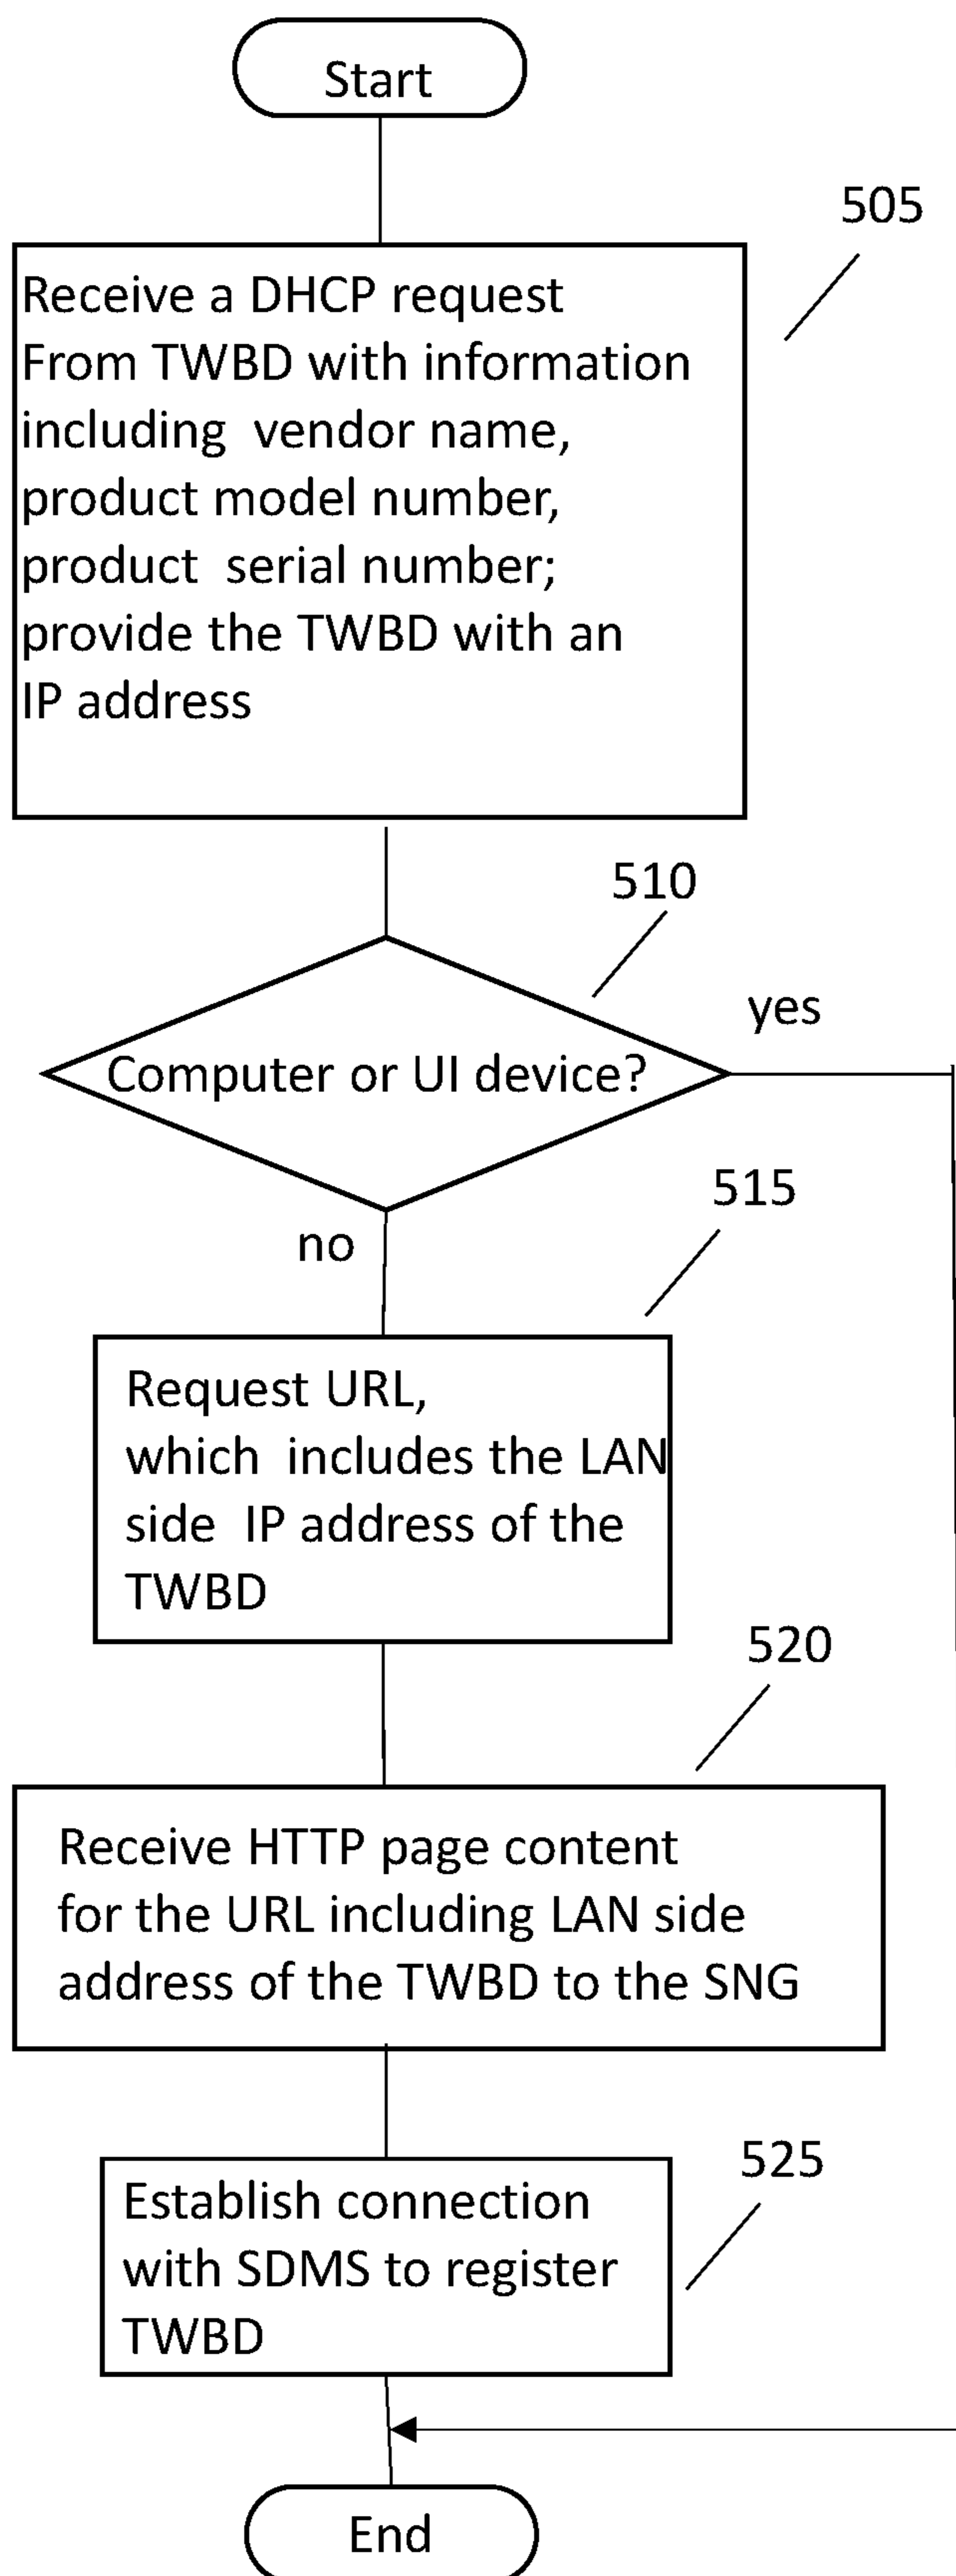 Start
505
Receive a DHCP request
From TWBD with information
including vendor name,
product model number,
product serial number;
provide the TWBD with an
IP address
510
yes
Computer or UI device?
515
no
Request URL,
which includes the LAN
side IP address of the
TWBD
520
Receive HTTP page content
for the URL including LAN side
address of the TWBD to the SNG
525
Establish connection
with SDMS to register
TWBD
End